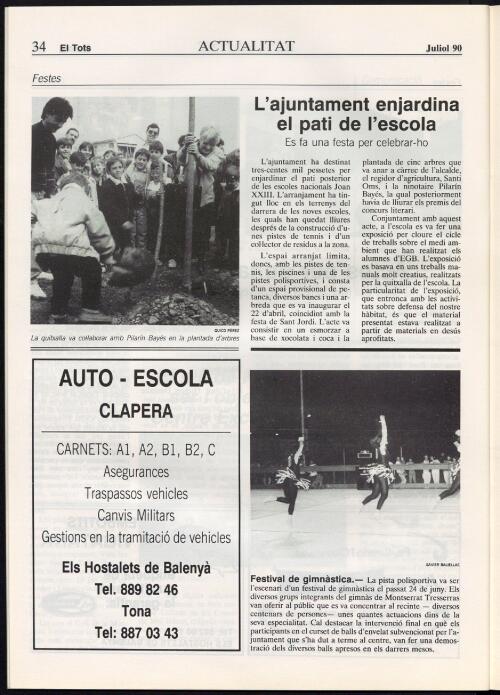 34 El Tots
ACTUALITAT
Juliol 90
Festes
QUICO PÉREZ
La quitxalla va col·laborar amb Pilarín Bayés en la plantada d'arbres
L'ajuntament enjardina
el pati de l'escola
Es fa una festa per celebrar-ho
L'ajuntament ha destinat
tres-centes mil pessetes per
enjardinar el pati posterior
de les escoles nacionals Joan
XXIII. L'arranjament ha tin-
gut lloc en els terrenys del
darrera de les noves escoles,
les quals han quedat lliures
després de la construcció d'u-
nes pistes de tennis i d'un
col·lector de residus a la zona.
L'espai arranjat limita,
doncs, amb les pistes de ten-
nis, les piscines i una de les
pistes polisportives, i consta
d'un espai provisional de pe-
tanca, diversos bancs i una ar-
breda que es va inaugurar el
22 d'abril, coincidint amb la
festa de Sant Jordi. L'acte va
consistir en un esmorzar a
base de xocolata i coca i la
plantada de cinc arbres que
va anar a càrrec de l'alcalde,
el regidor d'agricultura, Santi
Oms, i la ninotaire Pilarín
Bayés, la qual posteriorment
havia de lliurar els premis del
concurs literari.
Conjuntament amb aquest
acte, a l'escola es va fer una
exposició per cloure el cicle
de treballs sobre el medi am-
bient que han realitzat els
alumnes d'EGB. L'exposició
es basava en uns treballs ma-
nuals molt creatius, realitzats
per la quitxalla de l'escola. La
particularitat de l'exposició,
que entronca amb les activi-
tats sobre defensa del nostre
hàbitat, és que el material
presentat estava realitzat a
partir de materials en desús
aprofitats.
AUTO - ESCOLA
CLAPERA
CARNETS: A1, A2, B1, B2, C
Asegurances
Traspassos vehicles
Canvis Militars
Gestions en la tramitació de vehicles
Els Hostalets de Balenyà
Tel. 889 82 46
Tona
Tel: 887 03 43
XAVIER BAULELLAC
Festival de gimnàstica.— La pista polisportiva va ser
l'escenari d'un festival de gimnàstica el passat 24 de juny. Els
diversos grups integrants del gimnàs de Montserrat Tresserras
van oferir al públic que es va concentrar al recinte — diversos
centenars de persones— unes quantes actuacions dins de la
seva especialitat. Cal destacar la intervenció final en què els
participants en el curset de balls d'envelat subvencionat per l'a-
juntament que s'ha dut a terme al centre, van fer una demos-
tració dels diversos balls apresos en els darrers mesos.